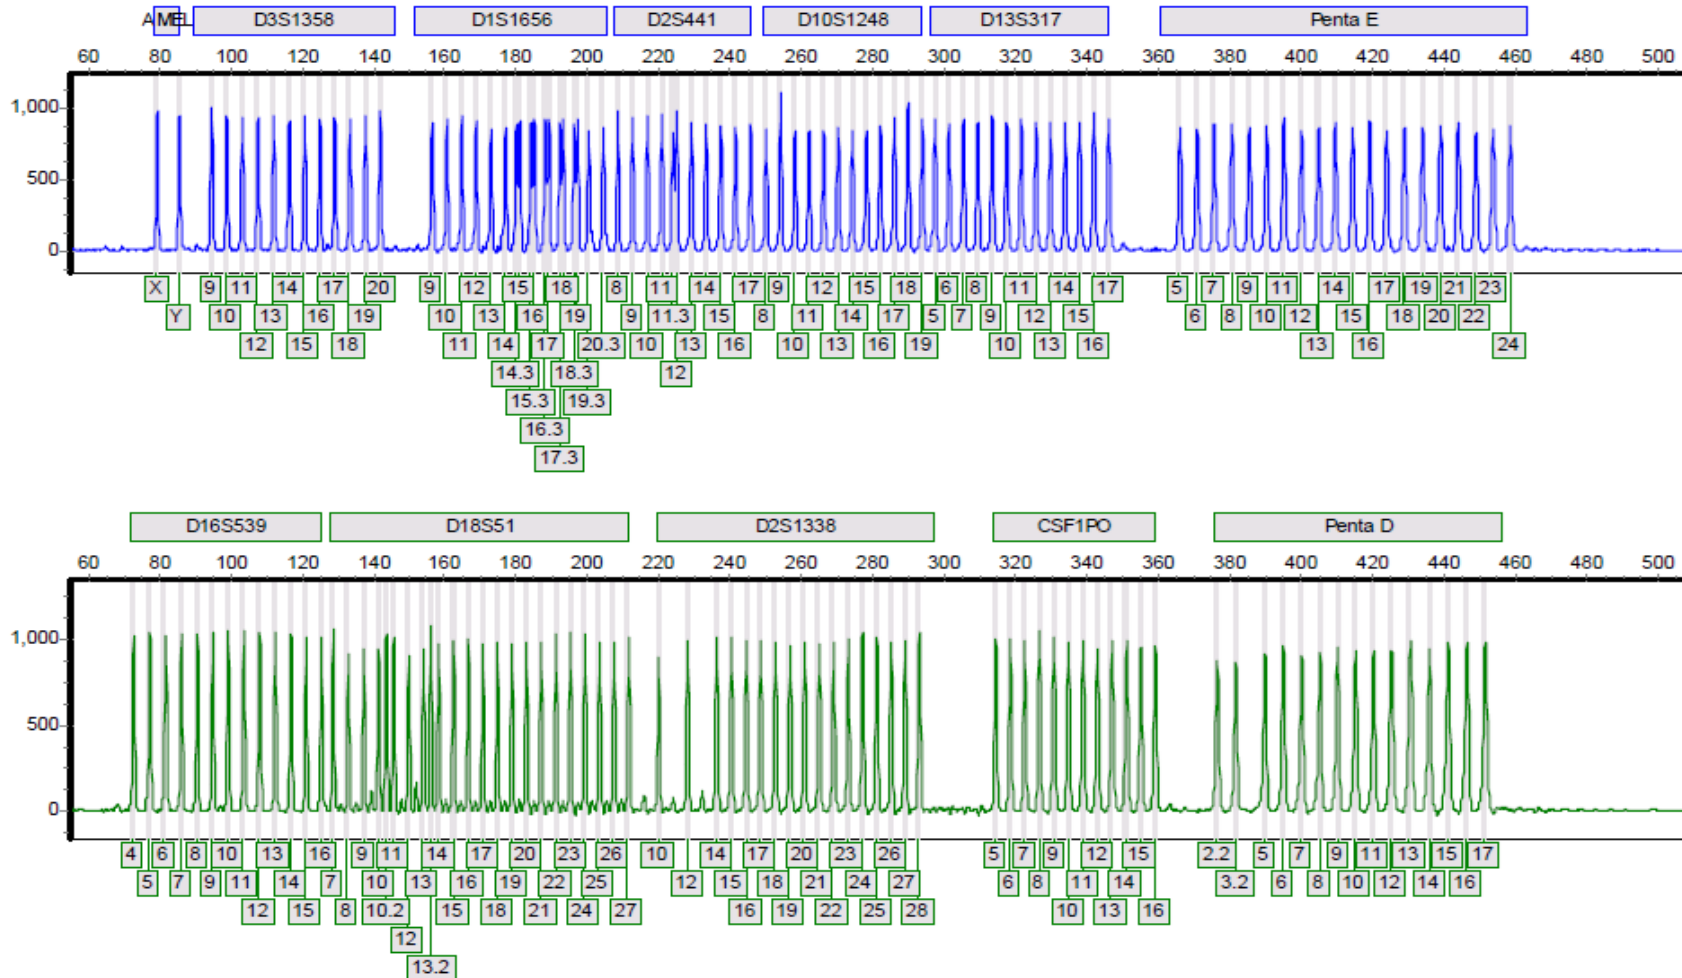 AMEL D3S1358 D1S1656 D2S441 D10S1248 D13S317 Penta E
60 80 100 120 140 160 180 200 220 240 260 280 300 320 340 360 380 400 420 440 460 480 500
1,000
500
0
X 9 11 14 17 20 9 12 15 18 8 11 14 17 9 12 15 18 6 8 11 14 17 5 7 9 11 14 17 19 21 23
Y 10 13 16 19 10 13 16 19 9 11.3 15 8 11 14 17 5 7 9 12 15 6 8 10 12 15 18 20 22
12 15 18 11 14 17 20.3 10 13 16 10 13 16 19 10 13 16 13 16 24
14.3 18.3 12
15.3 19.3
16.3
17.3
D16S539 D18S51 D2S1338 CSF1PO Penta D
60 80 100 120 140 160 180 200 220 240 260 280 300 320 340 360 380 400 420 440 460 480 500
1,000
500
0
4 6 8 10 13 16 9 11 14 17 20 23 26 10 14 17 20 23 26 5 7 9 12 15 2.2 5 7 9 11 13 15 17
5 7 9 11 14 7 10 13 16 19 22 25 12 15 18 21 24 27 6 8 11 14 3.2 6 8 10 12 14 16
12 15 8 10.2 15 18 21 24 27 16 19 22 25 28 10 13 16
12
13.2